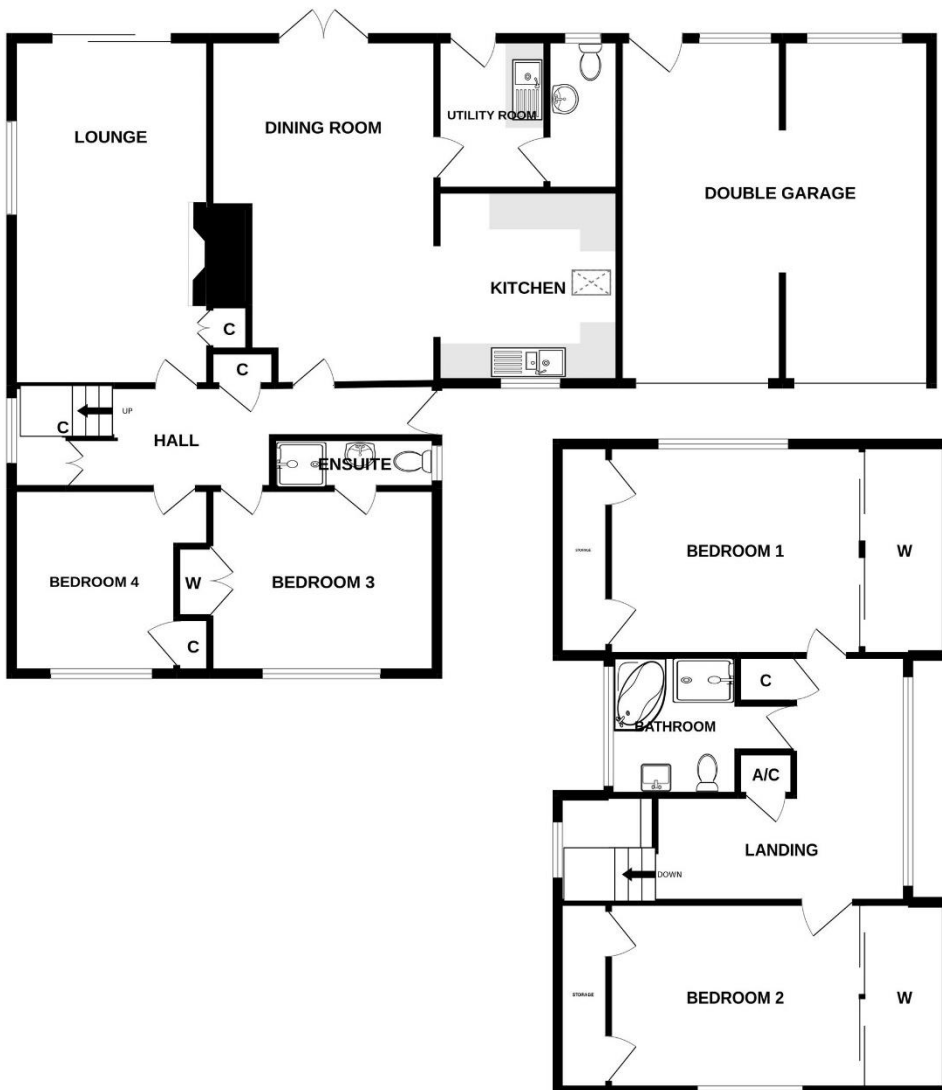 LOUNGE
DINING ROOM
UTILITY ROOM
DOUBLE GARAGE
KITCHEN
C
C
UP
C
HALL
ENSUITE
BEDROOM 4
W
BEDROOM 3
C
STORAGE
BEDROOM 1
W
C
BATHROOM
A/C
LANDING
DOWN
STORAGE
BEDROOM 2
W